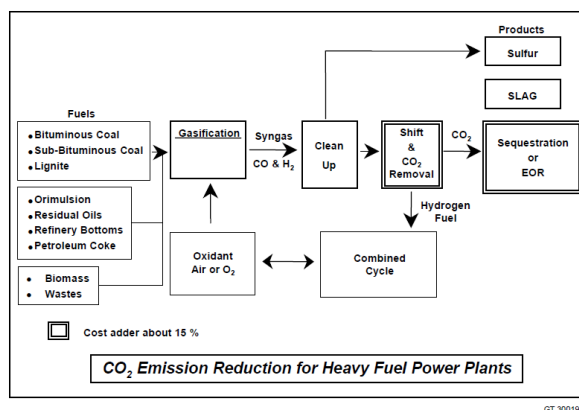 Products
Sulfur
SLAG
Fuels
• Bituminous Coal
• Sub-Bituminous Coal
• Lignite
Gasification
Syngas
CO & H₂
Clean
Up
Shift
&
CO₂
Removal
CO₂
Sequestration
or
EOR
• Orimulsion
• Residual Oils
• Refinery Bottoms
• Petroleum Coke
Hydrogen
Fuel
Oxidant
Air or O₂
Combined
Cycle
• Biomass
• Wastes
Cost adder about 15 %
CO₂ Emission Reduction for Heavy Fuel Power Plants
GT 30019